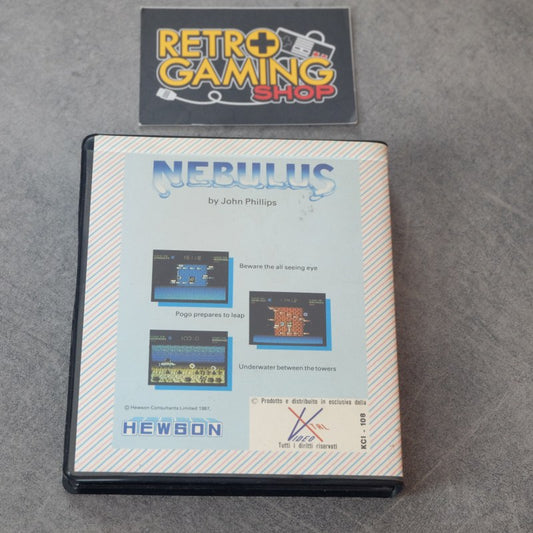 RETRO
GAMING
SHOP
NEBULUS
by John Phillips
Beware the all seeing eye
Pogo prepares to leap
Underwater between the towers
© Hewson Consultants Limited 1987.
HEWSON
© Prodotto e distribuito in esclusiva dalla
VIDEO
Tutti i diritti riservati
KCI - 108